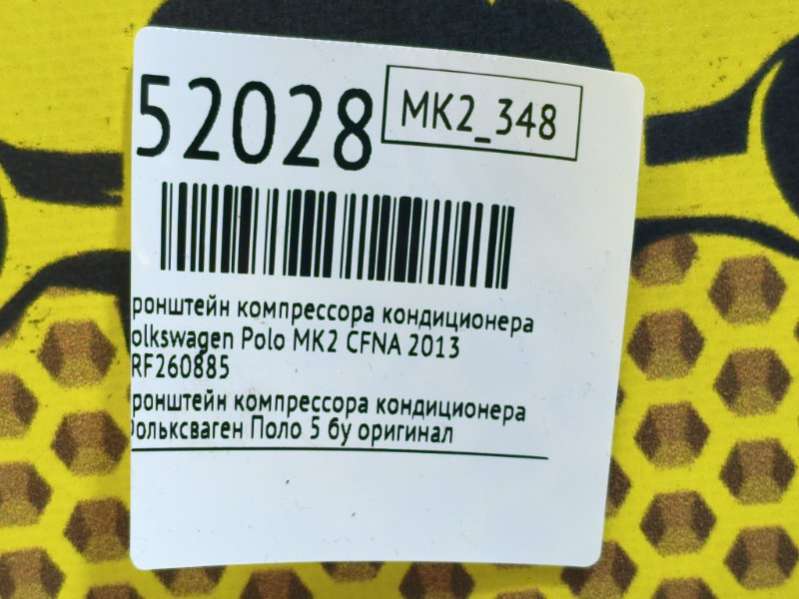 52028
MK2_348
ронштейн компрессора кондиционера
olkswagen Polo MK2 CFNA 2013
RF260885
ронштейн компрессора кондиционера
Фольксваген Поло 5 бу оригинал